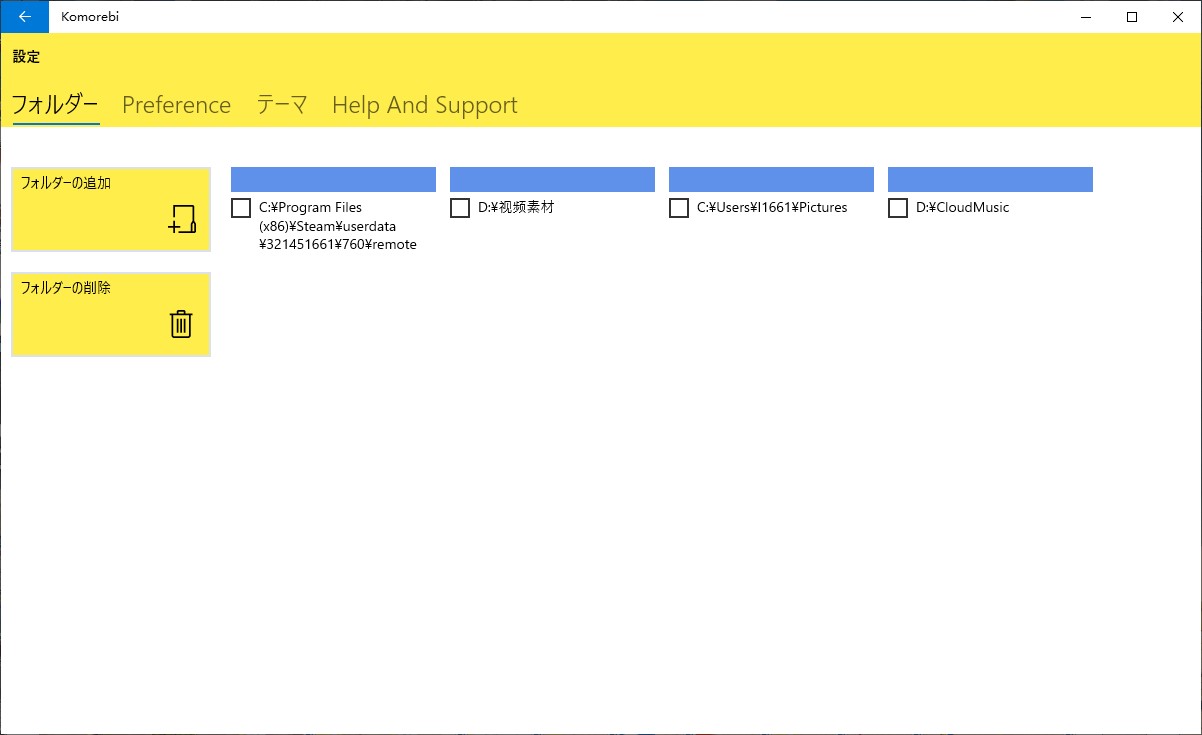 Komorebi
設定
フォルダー Preference テーマ Help And Support
フォルダーの追加
C:¥Program Files
(x86)¥Steam¥userdata
¥321451661¥760¥remote
D:¥视频素材
C:¥Users¥I1661¥Pictures
D:¥CloudMusic
フォルダーの削除